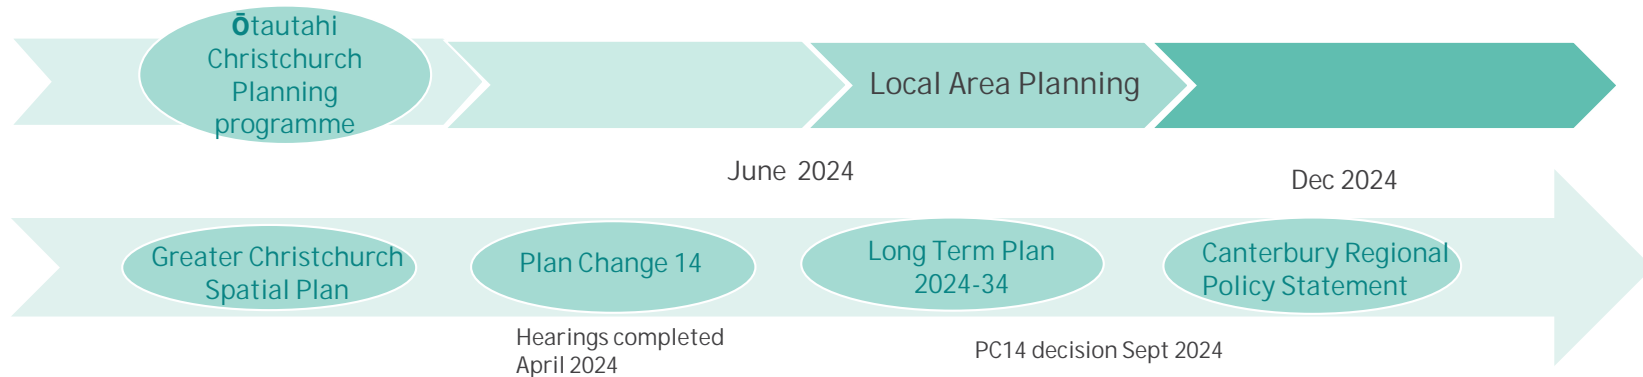 Ōtautahi
Christchurch
Planning
programme
Local Area Planning
June 2024
Dec 2024
Greater Christchurch
Spatial Plan
Plan Change 14
Long Term Plan
2024-34
Canterbury Regional
Policy Statement
Hearings completed
April 2024
PC14 decision Sept 2024